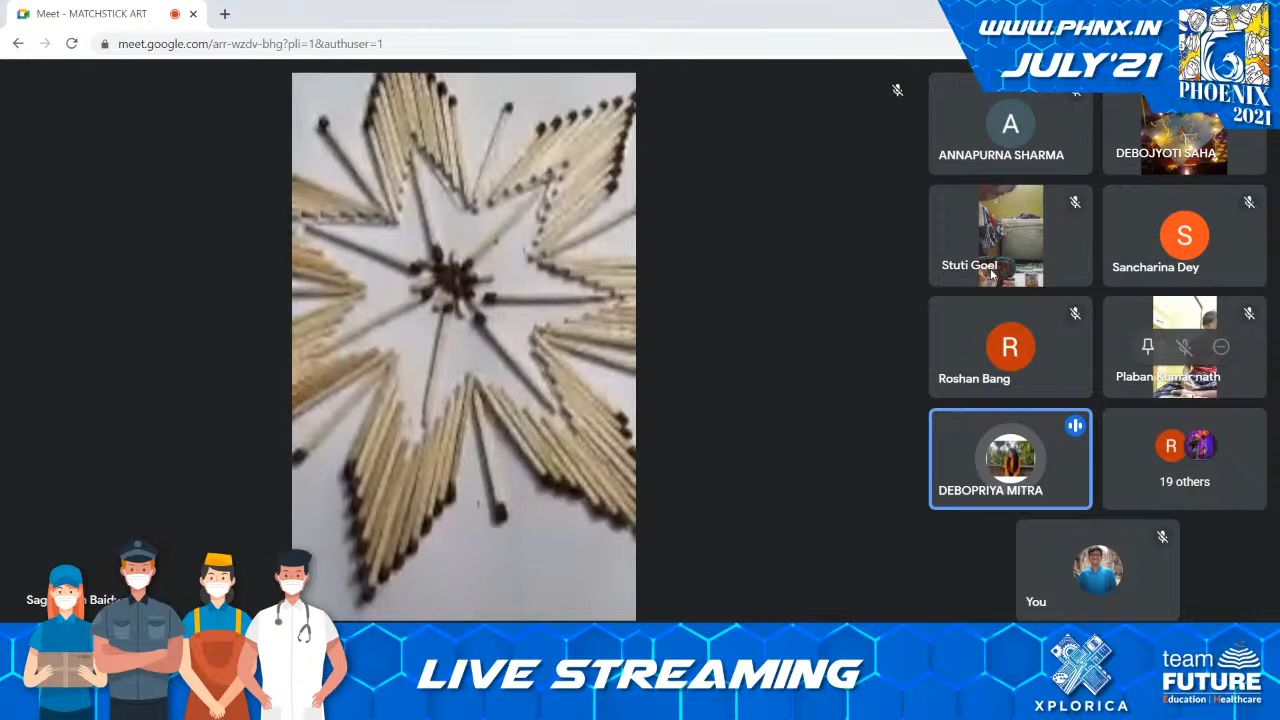 Meet - MATCHSTICK ART
meet.google.com/arr-wzdv-bhg?pli=1&authuser=1
WWW.PHNX.IN
JULY'21
PHOENIX
2021
A
ANNAPURNA SHARMA
DEBOJYOTI SAHA
Stuti Goel
S
Sancharina Dey
R
Roshan Bang
Plaban Kumar nath
DEBOPRIYA MITRA
R
19 others
You
LIVE STREAMING
XPLORICA
team
FUTURE
Education | Healthcare